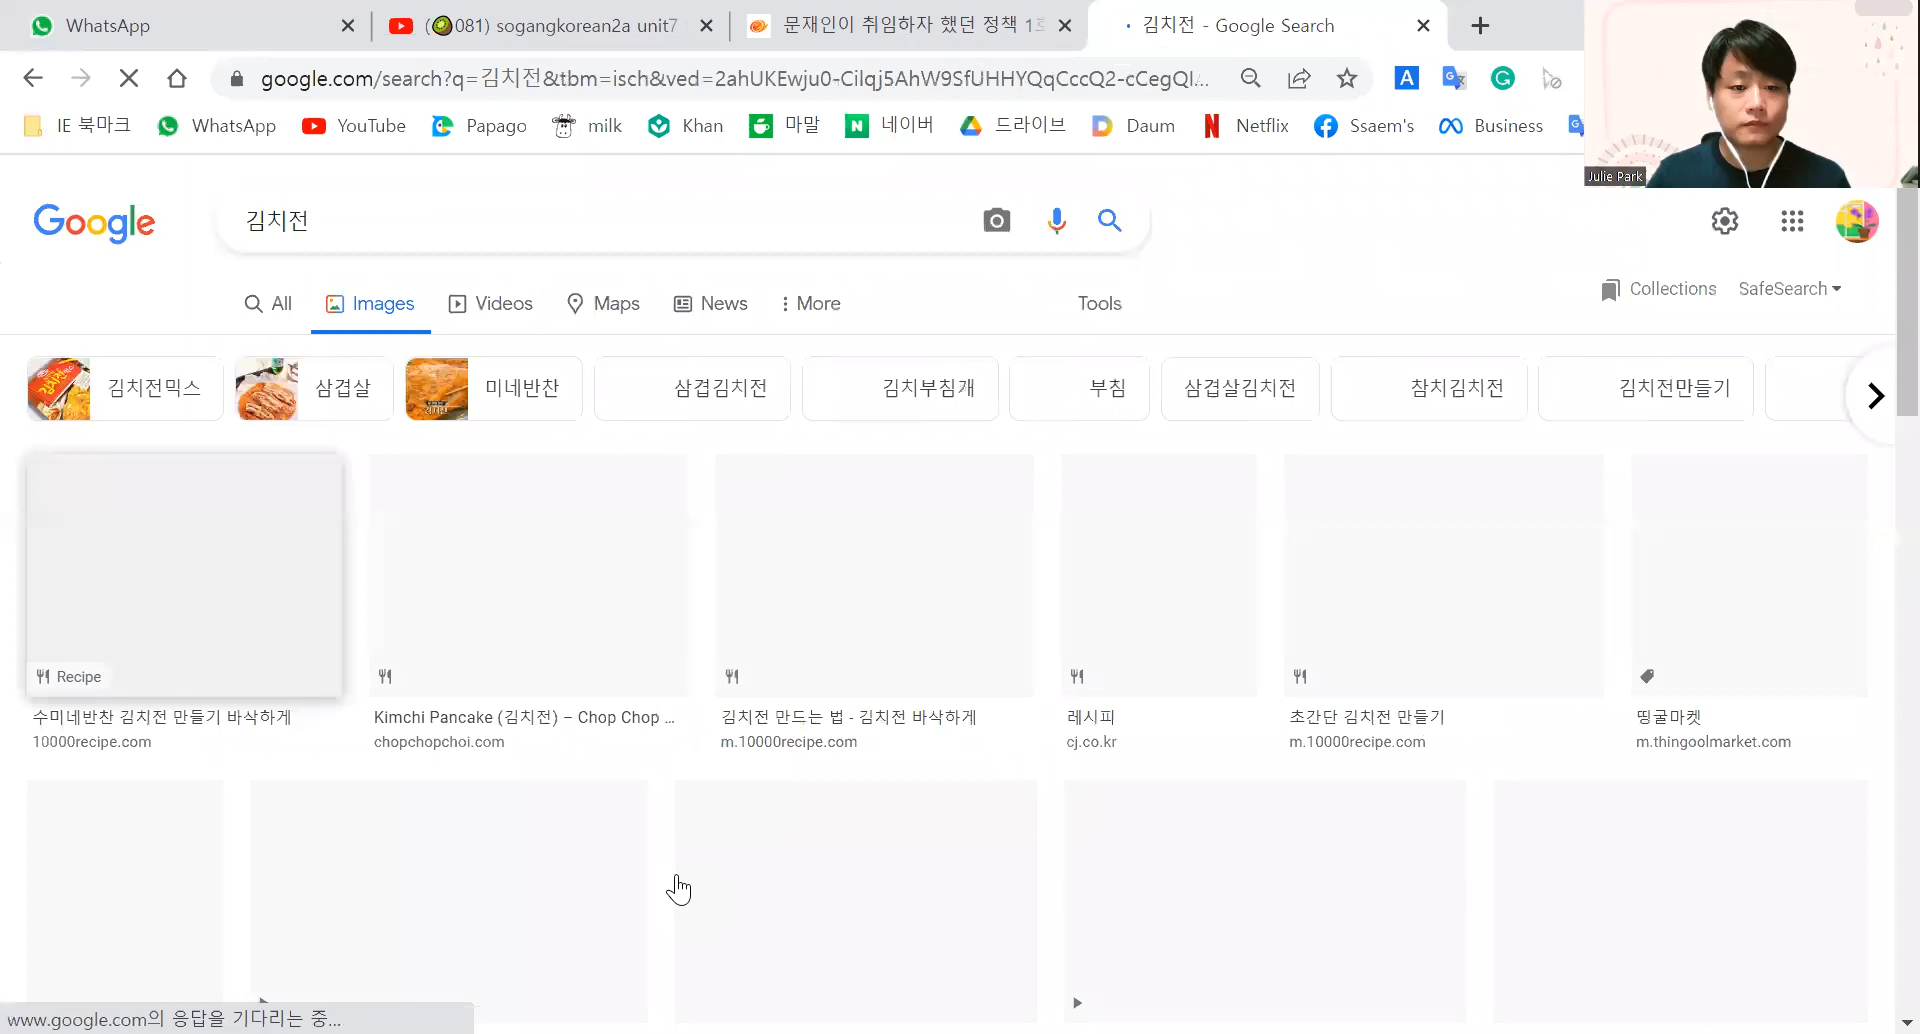 WhatsApp
(🥝081) sogangkorean2a unit7
문재인이 취임하자 했던 정책 1호
김치전 - Google Search
google.com/search?q=김치전&tbm=isch&ved=2ahUKEwju0-Cilqj5AhW9SfUHHYQqCccQ2-cCegQI...
IE 북마크
WhatsApp
YouTube
Papago
milk
Khan
마말
네이버
드라이브
Daum
Netflix
Ssaem's
Business
Julie Park
Google
김치전
All
Images
Videos
Maps
News
More
Tools
Collections
SafeSearch
김치전믹스
삼겹살
미네반찬
삼겹김치전
김치부침개
부침
삼겹살김치전
참치김치전
김치전만들기
Recipe
수미네반찬 김치전 만들기 바삭하게
10000recipe.com
Kimchi Pancake (김치전) – Chop Chop ...
chopchopchoi.com
김치전 만드는 법 - 김치전 바삭하게
m.10000recipe.com
레시피
cj.co.kr
초간단 김치전 만들기
m.10000recipe.com
띵굴마켓
m.thingoolmarket.com
www.google.com의 응답을 기다리는 중...